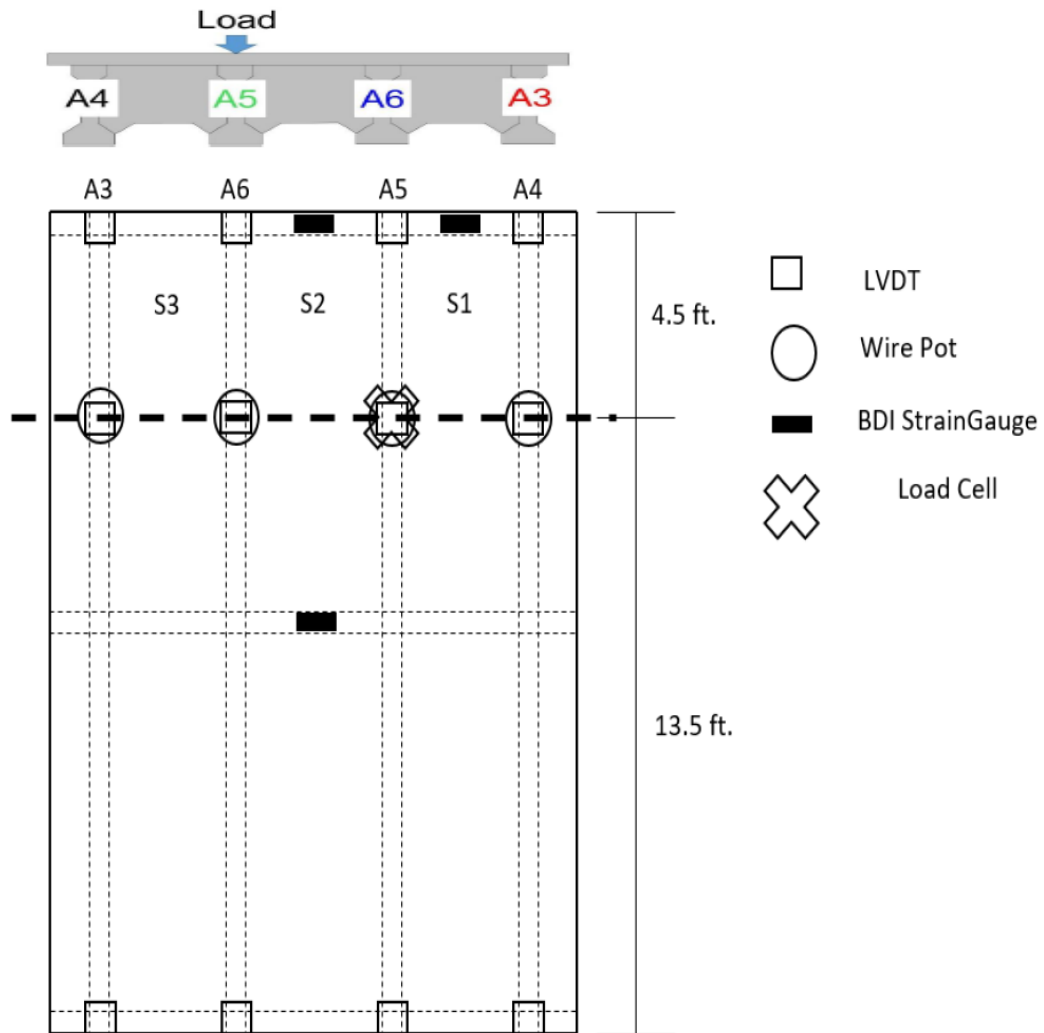 Load
A4 A5 A6 A3
A3 A6 A5 A4
S3 S2 S1
4.5 ft.
13.5 ft.
LVDT
Wire Pot
BDI StrainGauge
Load Cell